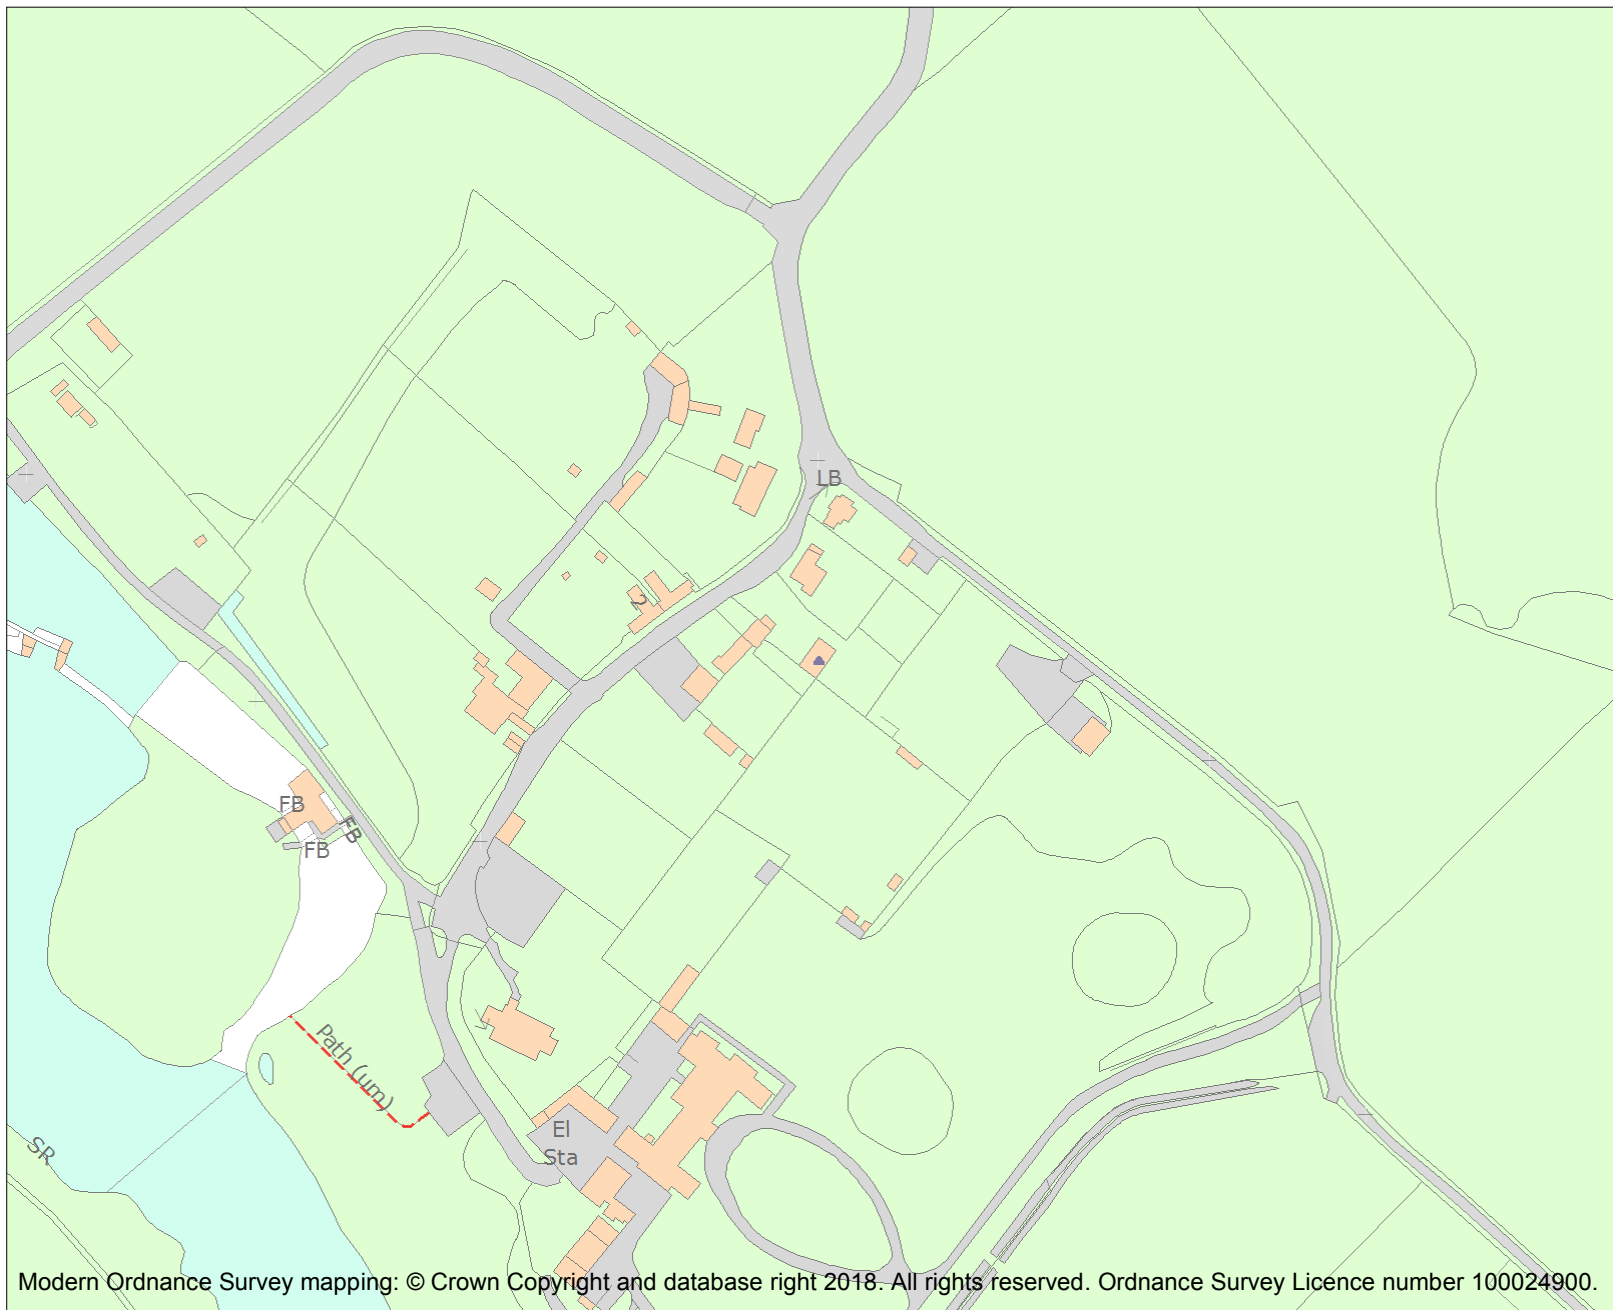 LB
2
FB
FB
FB
Path (um)
El
Sta
SR
Modern Ordnance Survey mapping: © Crown Copyright and database right 2018. All rights reserved. Ordnance Survey Licence number 100024900.